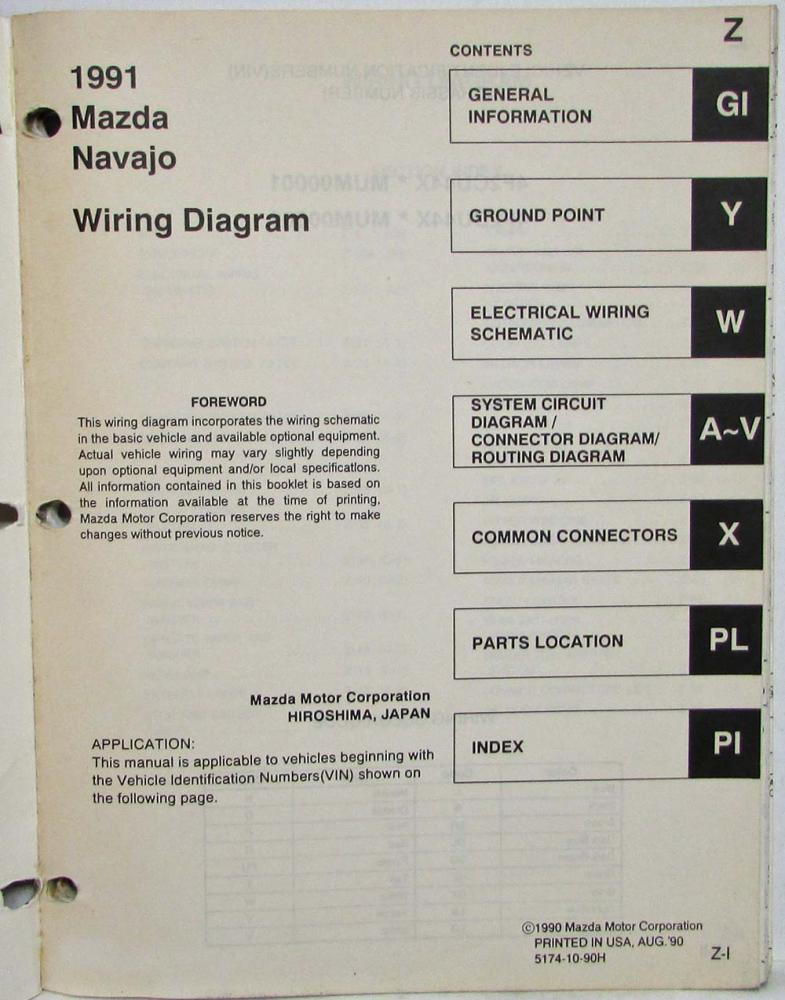 1991
Mazda
Navajo
Wiring Diagram
FOREWORD
This wiring diagram incorporates the wiring schematic
in the basic vehicle and available optional equipment.
Actual vehicle wiring may vary slightly depending
upon optional equipment and/or local specifications.
All information contained in this booklet is based on
the information available at the time of printing,
Mazda Motor Corporation reserves the right to make
changes without previous notice.
Mazda Motor Corporation
HIROSHIMA, JAPAN
APPLICATION:
This manual is applicable to vehicles beginning with
the Vehicle Identification Numbers(VIN) shown on
the following page.
Z
CONTENTS
GENERAL
INFORMATION
GI
GROUND POINT
Y
ELECTRICAL WIRING
SCHEMATIC
W
SYSTEM CIRCUIT
DIAGRAM /
CONNECTOR DIAGRAM/
ROUTING DIAGRAM
A~V
COMMON CONNECTORS
X
PARTS LOCATION
PL
INDEX
PI
©1990 Mazda Motor Corporation
PRINTED IN USA, AUG.'90
5174-10-90H
Z-I